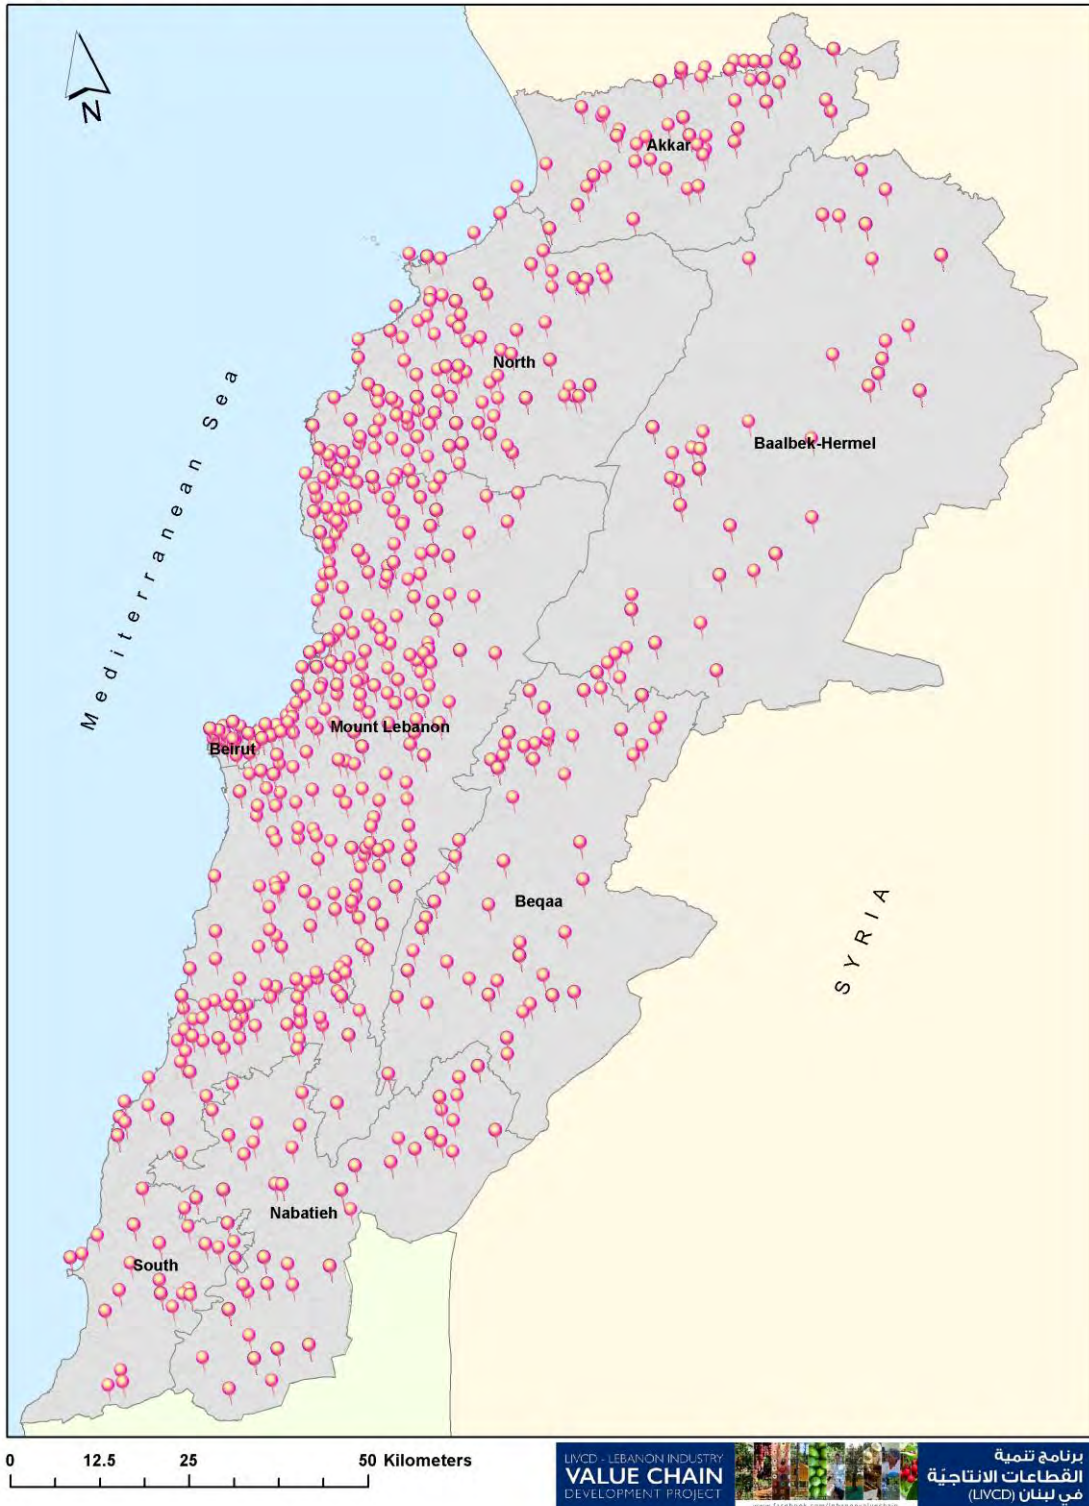 N
Akkar
North
Baalbek-Hermel
Mediterranean Sea
Mount Lebanon
Beirut
Beqaa
SYRIA
Nabatieh
South
0 12.5 25 50 Kilometers
LIVCD - LEBANON INDUSTRY
VALUE CHAIN
DEVELOPMENT PROJECT
برنامج تنمية
القطاعات الانتاجيّة
في لبنان (LIVCD)